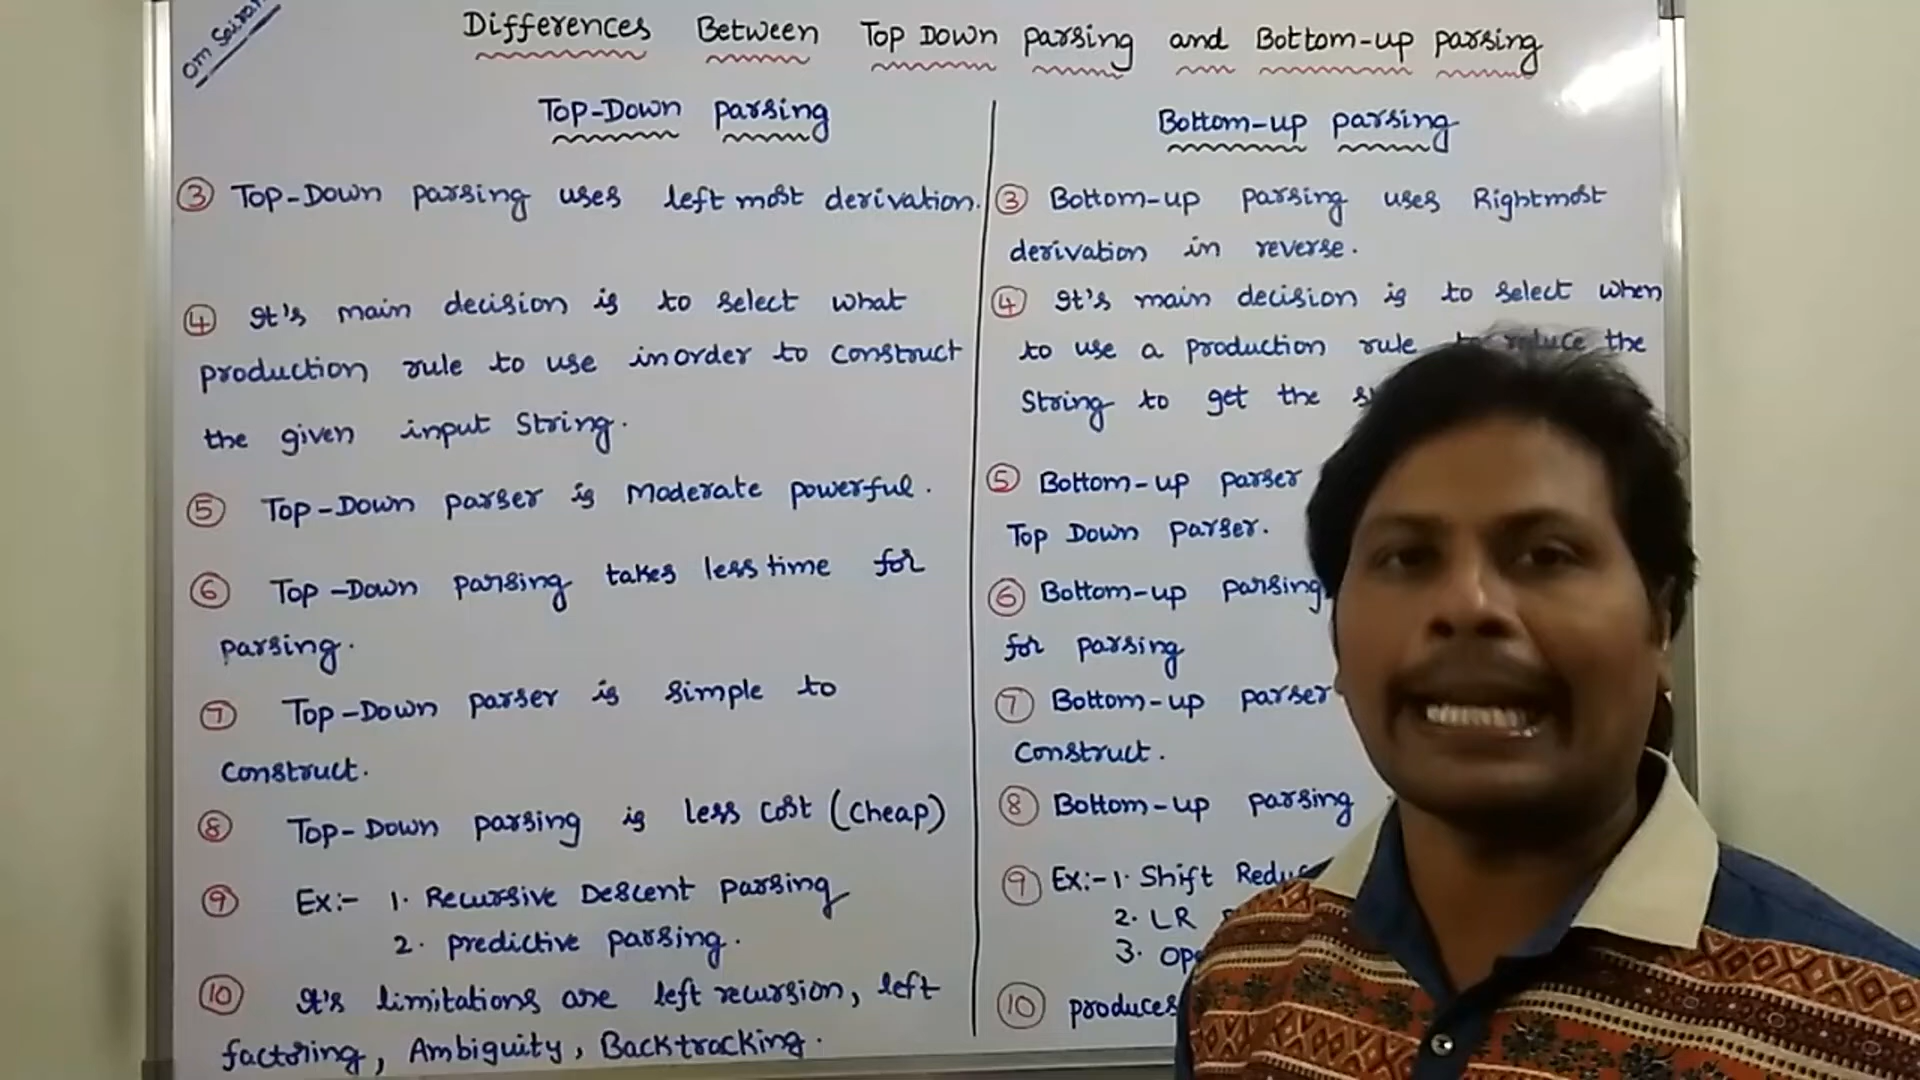 Differences Between Top Down parsing and Bottom-up parsing
Top-Down parsing
③ Top-Down parsing uses left most derivation.
④ It's main decision is to select what
production rule to use inorder to construct
the given input String.
⑤ Top-Down parser is Moderate powerful.
⑥ Top-Down parsing takes less time for
parsing.
⑦ Top-Down parser is simple to
Construct.
⑧ Top-Down parsing is less cost (cheap)
⑨ Ex:- 1. Recursive Descent parsing
2. predictive parsing.
⑩ It's limitations are left recursion, left
factoring, Ambiguity, Backtracking.
Bottom-up parsing
③ Bottom-up parsing uses Rightmost
derivation in reverse.
④ It's main decision is to select when
to use a production rule the
String to get the
⑤ Bottom-up parser
Top Down parser.
⑥ Bottom-up parsing
for parsing
⑦ Bottom-up parser
Construct.
⑧ Bottom-up parsing
⑨ Ex:- 1. Shift
2. LR
3.
⑩ produces